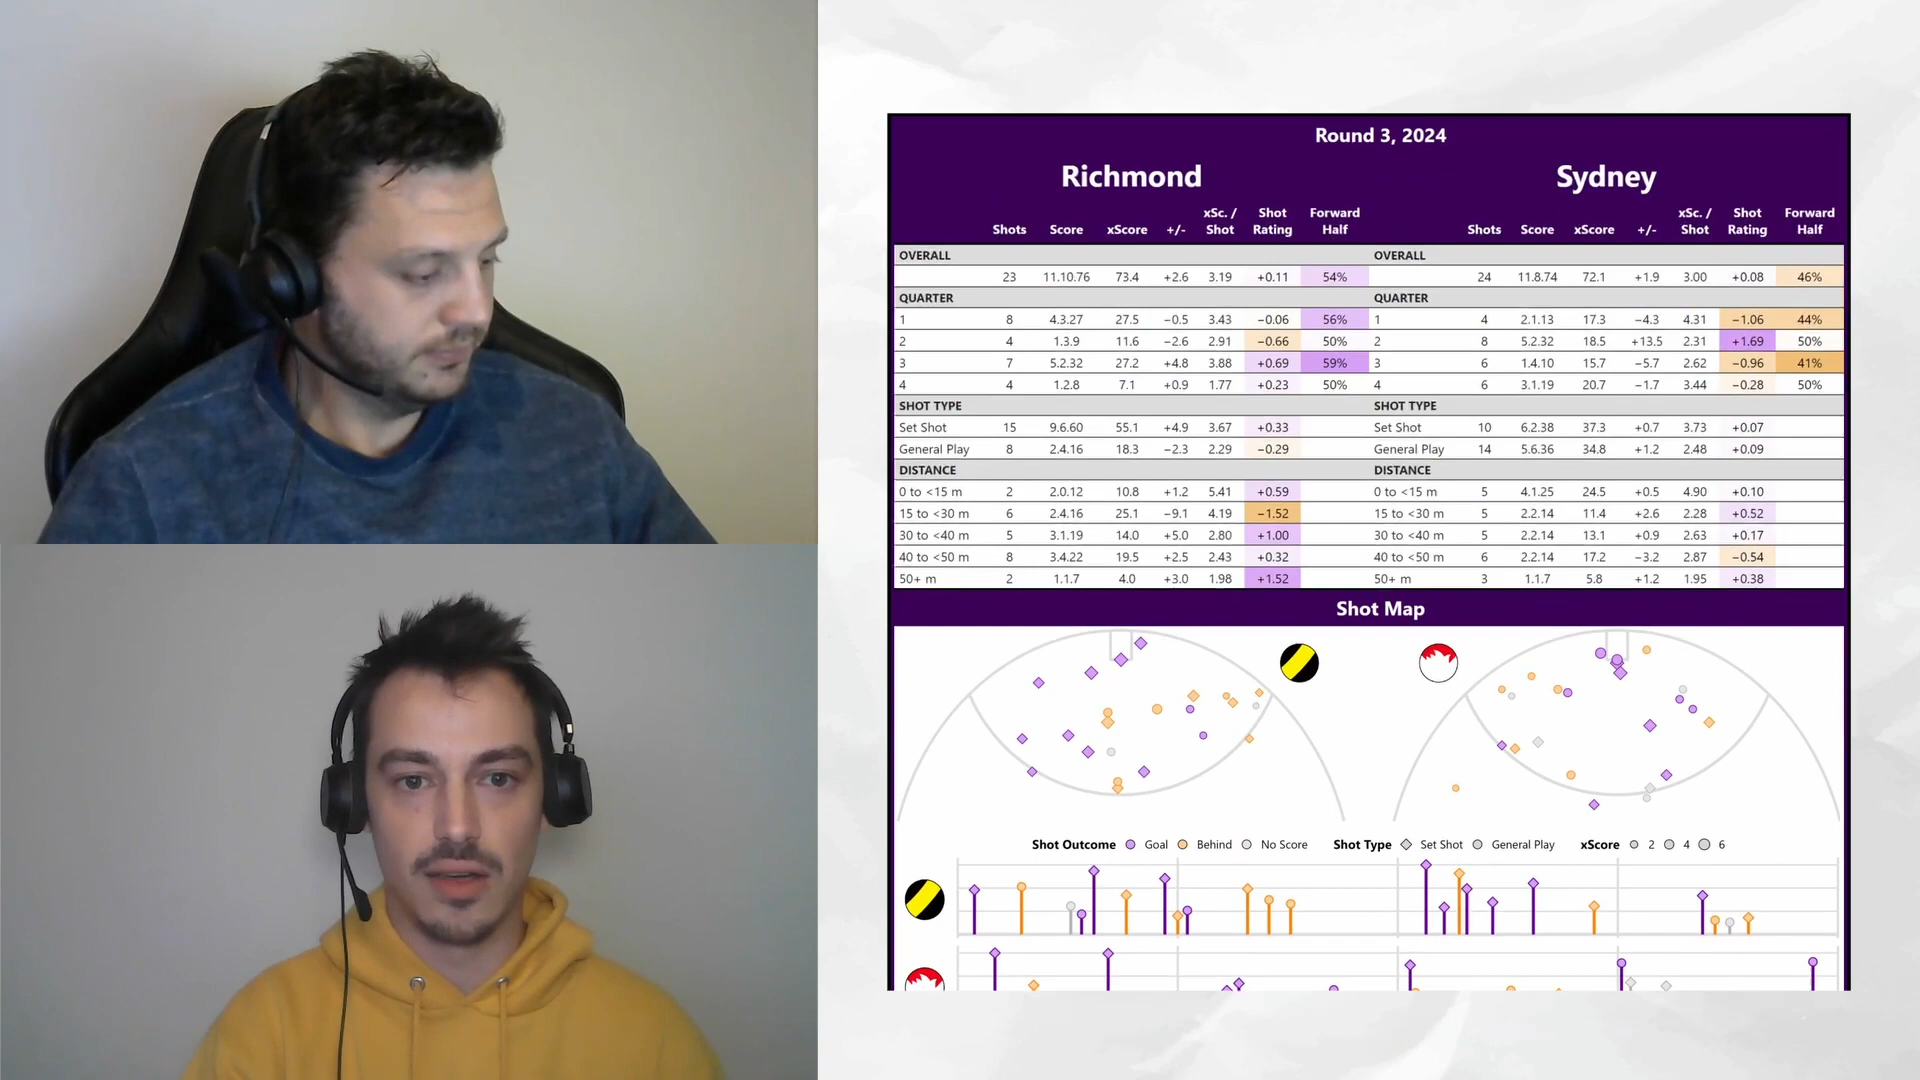 Round 3, 2024
Richmond Sydney
Shots Score xScore +/- xSc. / Shot Shot Rating Forward Half Shots Score xScore +/- xSc. / Shot Shot Rating Forward Half
OVERALL OVERALL
23 11.10.76 73.4 +2.6 3.19 +0.11 54% 24 11.8.74 72.1 +1.9 3.00 +0.08 46%
QUARTER QUARTER
1 8 4.3.27 27.5 −0.5 3.43 −0.06 56% 1 4 2.1.13 17.3 −4.3 4.31 −1.06 44%
2 4 1.3.9 11.6 −2.6 2.91 −0.66 50% 2 8 5.2.32 18.5 +13.5 2.31 +1.69 50%
3 7 5.2.32 27.2 +4.8 3.88 +0.69 59% 3 6 1.4.10 15.7 −5.7 2.62 −0.96 41%
4 4 1.2.8 7.1 +0.9 1.77 +0.23 50% 4 6 3.1.19 20.7 −1.7 3.44 −0.28 50%
SHOT TYPE SHOT TYPE
Set Shot 15 9.6.60 55.1 +4.9 3.67 +0.33 Set Shot 10 6.2.38 37.3 +0.7 3.73 +0.07
General Play 8 2.4.16 18.3 −2.3 2.29 −0.29 General Play 14 5.6.36 34.8 +1.2 2.48 +0.09
DISTANCE DISTANCE
0 to <15 m 2 2.0.12 10.8 +1.2 5.41 +0.59 0 to <15 m 5 4.1.25 24.5 +0.5 4.90 +0.10
15 to <30 m 6 2.4.16 25.1 −9.1 4.19 −1.52 15 to <30 m 5 2.2.14 11.4 +2.6 2.28 +0.52
30 to <40 m 5 3.1.19 14.0 +5.0 2.80 +1.00 30 to <40 m 5 2.2.14 13.1 +0.9 2.63 +0.17
40 to <50 m 8 3.4.22 19.5 +2.5 2.43 +0.32 40 to <50 m 6 2.2.14 17.2 −3.2 2.87 −0.54
50+ m 2 1.1.7 4.0 +3.0 1.98 +1.52 50+ m 3 1.1.7 5.8 +1.2 1.95 +0.38
Shot Map
Shot Outcome Goal Behind No Score Shot Type Set Shot General Play xScore 2 4 6